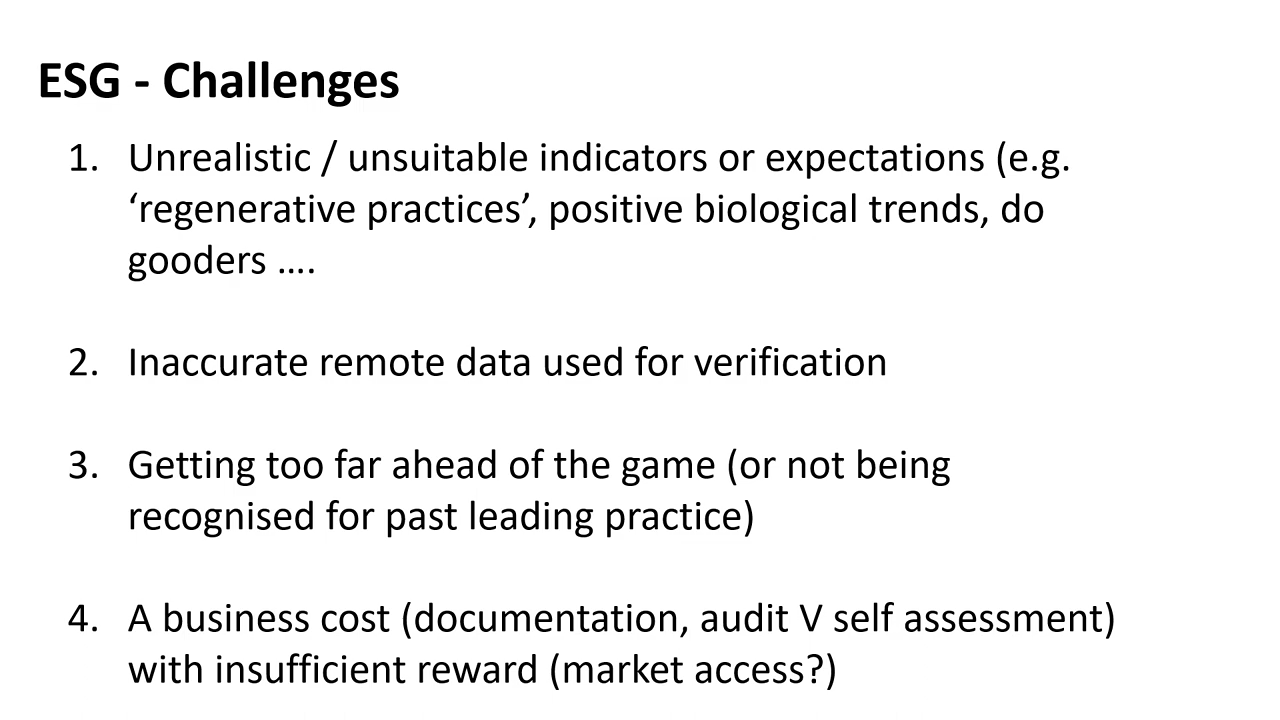 ESG - Challenges
1. Unrealistic / unsuitable indicators or expectations (e.g.
‘regenerative practices’, positive biological trends, do
gooders ….
2. Inaccurate remote data used for verification
3. Getting too far ahead of the game (or not being
recognised for past leading practice)
4. A business cost (documentation, audit V self assessment)
with insufficient reward (market access?)